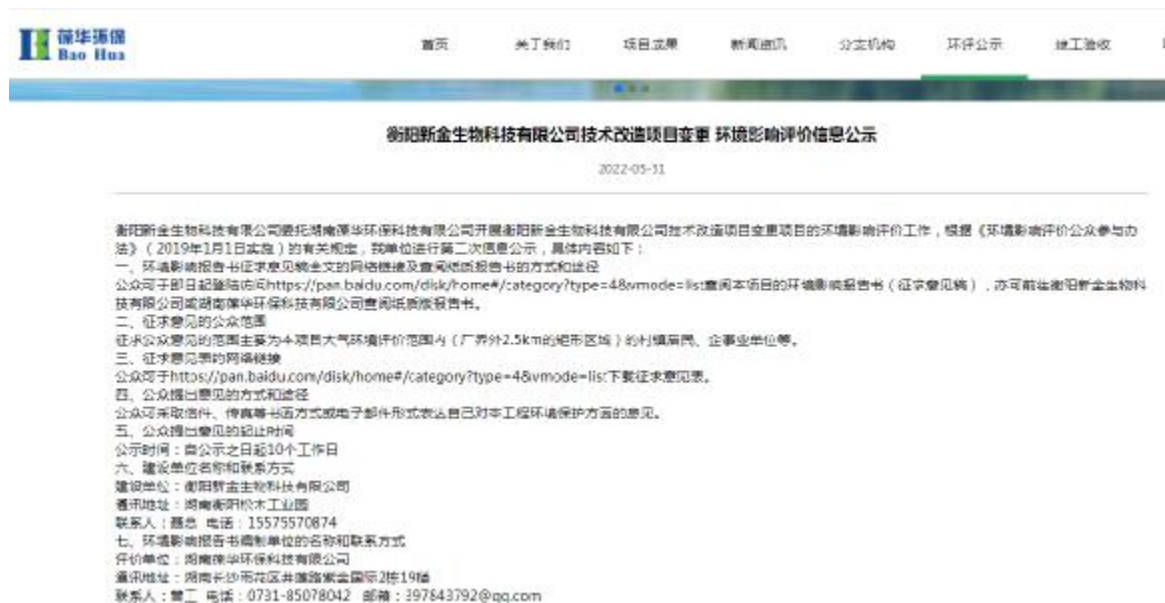 葆华环保
Bao Hua
首页 关于我们 项目成果 新闻资讯 分支机构 环评公示 竣工验收
衡阳新金生物科技有限公司技术改造项目变更 环境影响评价信息公示
2022-05-31
衡阳新金生物科技有限公司委托湖南葆华环保科技有限公司开展衡阳新金生物科技有限公司技术改造项目变更项目的环境影响评价工作，根据《环境影响评价公众参与办
法》（2019年1月1日实施）的有关规定，我单位进行第二次信息公示，具体内容如下：
一、环境影响报告书征求意见稿全文的网络链接及查阅纸质报告书的方式和途径
公众可于即日起登陆访问https://pan.baidu.com/disk/home#/category?type=4&vmode=list查阅本项目的环境影响报告书（征求意见稿），亦可前往衡阳新金生物科
技有限公司或湖南葆华环保科技有限公司查阅纸质版报告书。
二、征求意见的公众范围
征求公众意见的范围主要为本项目大气环境评价范围内（厂界外2.5km的矩形区域）的村镇居民、企事业单位等。
三、征求意见表的网络链接
公众可于https://pan.baidu.com/disk/home#/category?type=4&vmode=list下载征求意见表。
四、公众提出意见的方式和途径
公众可采取信件、传真等书面方式或电子邮件形式表达自己对本工程环境保护方面的意见。
五、公众提出意见的起止时间
公示时间：自公示之日起10个工作日
六、建设单位名称和联系方式
建设单位：衡阳新金生物科技有限公司
通讯地址：湖南衡阳松木工业园
联系人：聂总 电话：15575570874
七、环境影响报告书编制单位的名称和联系方式
评价单位：湖南葆华环保科技有限公司
通讯地址：湖南长沙市雨花区井莲路紫金国际2栋19楼
联系人：曾工 电话：0731-85078042 邮箱：397843792@qq.com